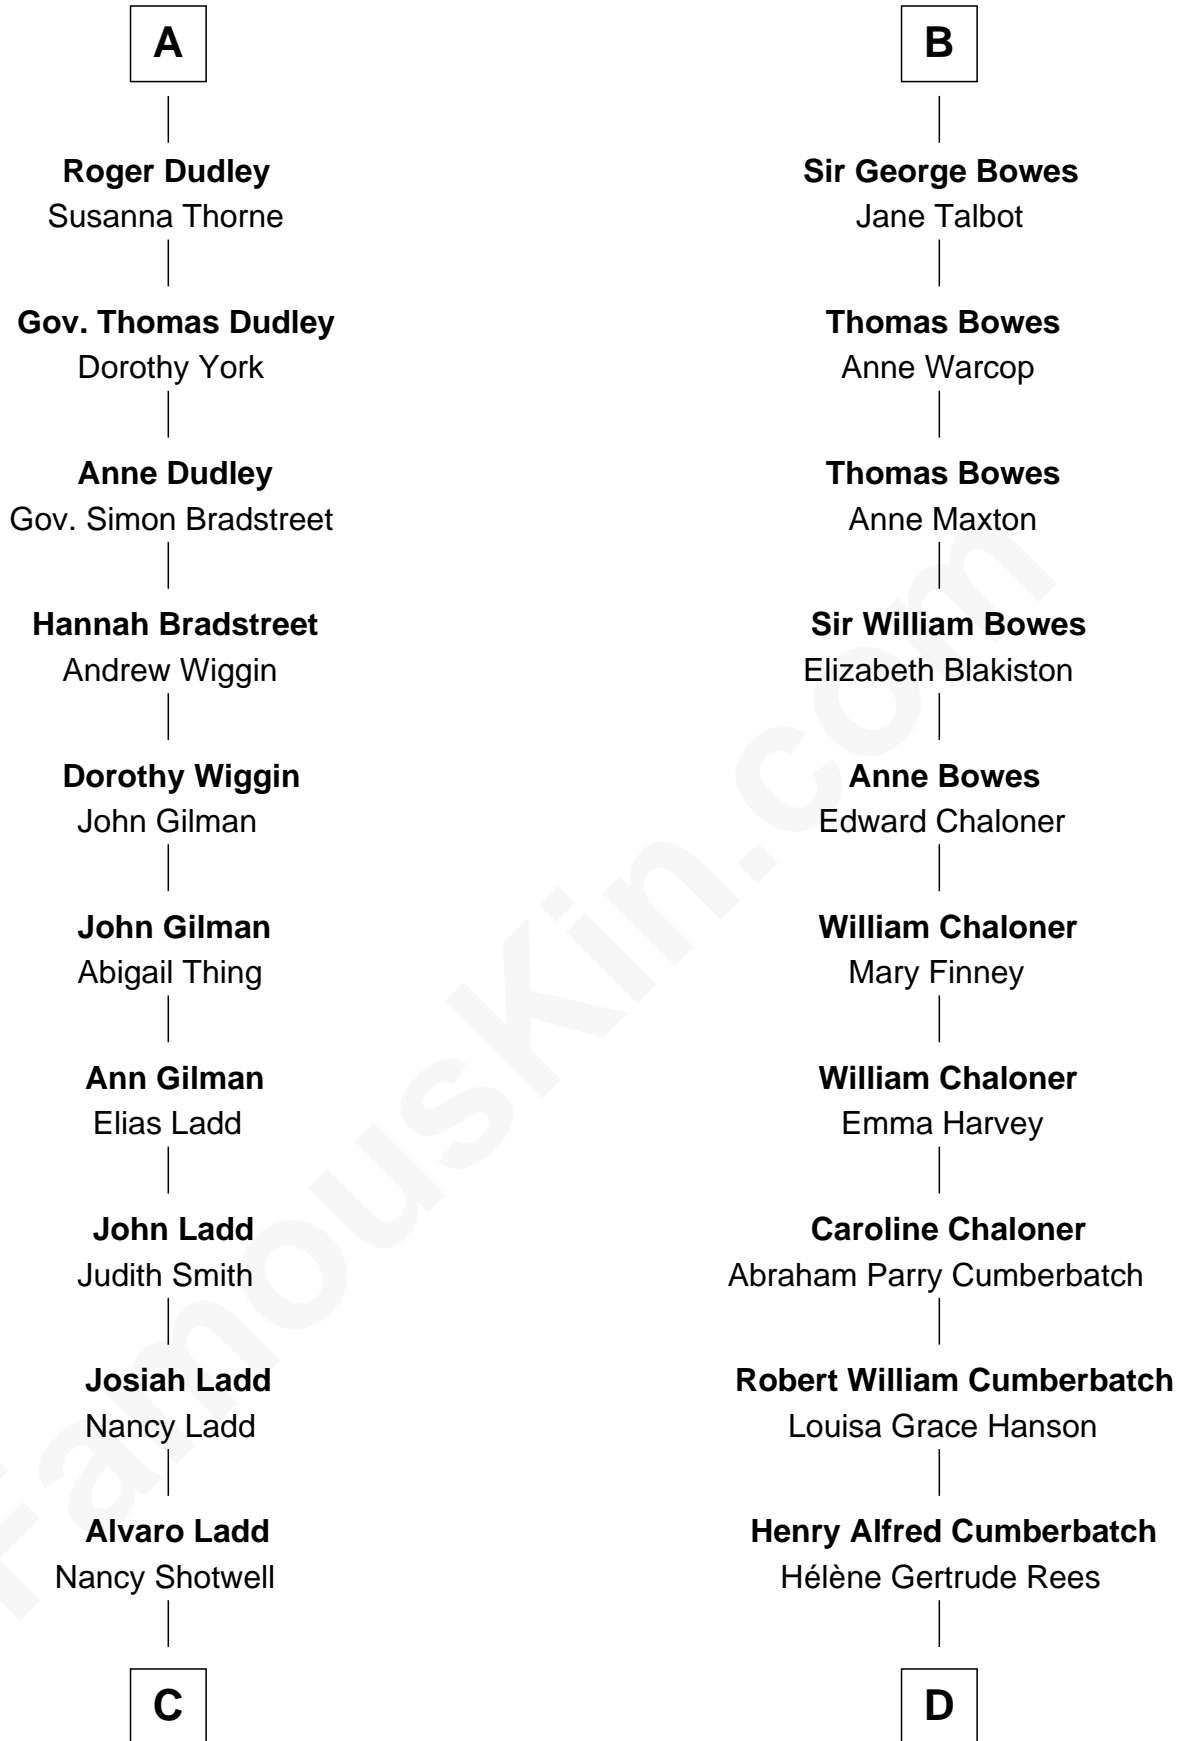 A
Roger Dudley
Susanna Thorne
Gov. Thomas Dudley
Dorothy York
Anne Dudley
Gov. Simon Bradstreet
Hannah Bradstreet
Andrew Wiggin
Dorothy Wiggin
John Gilman
John Gilman
Abigail Thing
Ann Gilman
Elias Ladd
John Ladd
Judith Smith
Josiah Ladd
Nancy Ladd
Alvaro Ladd
Nancy Shotwell
C
B
Sir George Bowes
Jane Talbot
Thomas Bowes
Anne Warcop
Thomas Bowes
Anne Maxton
Sir William Bowes
Elizabeth Blakiston
Anne Bowes
Edward Chaloner
William Chaloner
Mary Finney
William Chaloner
Emma Harvey
Caroline Chaloner
Abraham Parry Cumberbatch
Robert William Cumberbatch
Louisa Grace Hanson
Henry Alfred Cumberbatch
Hélène Gertrude Rees
D
FamousKin.com